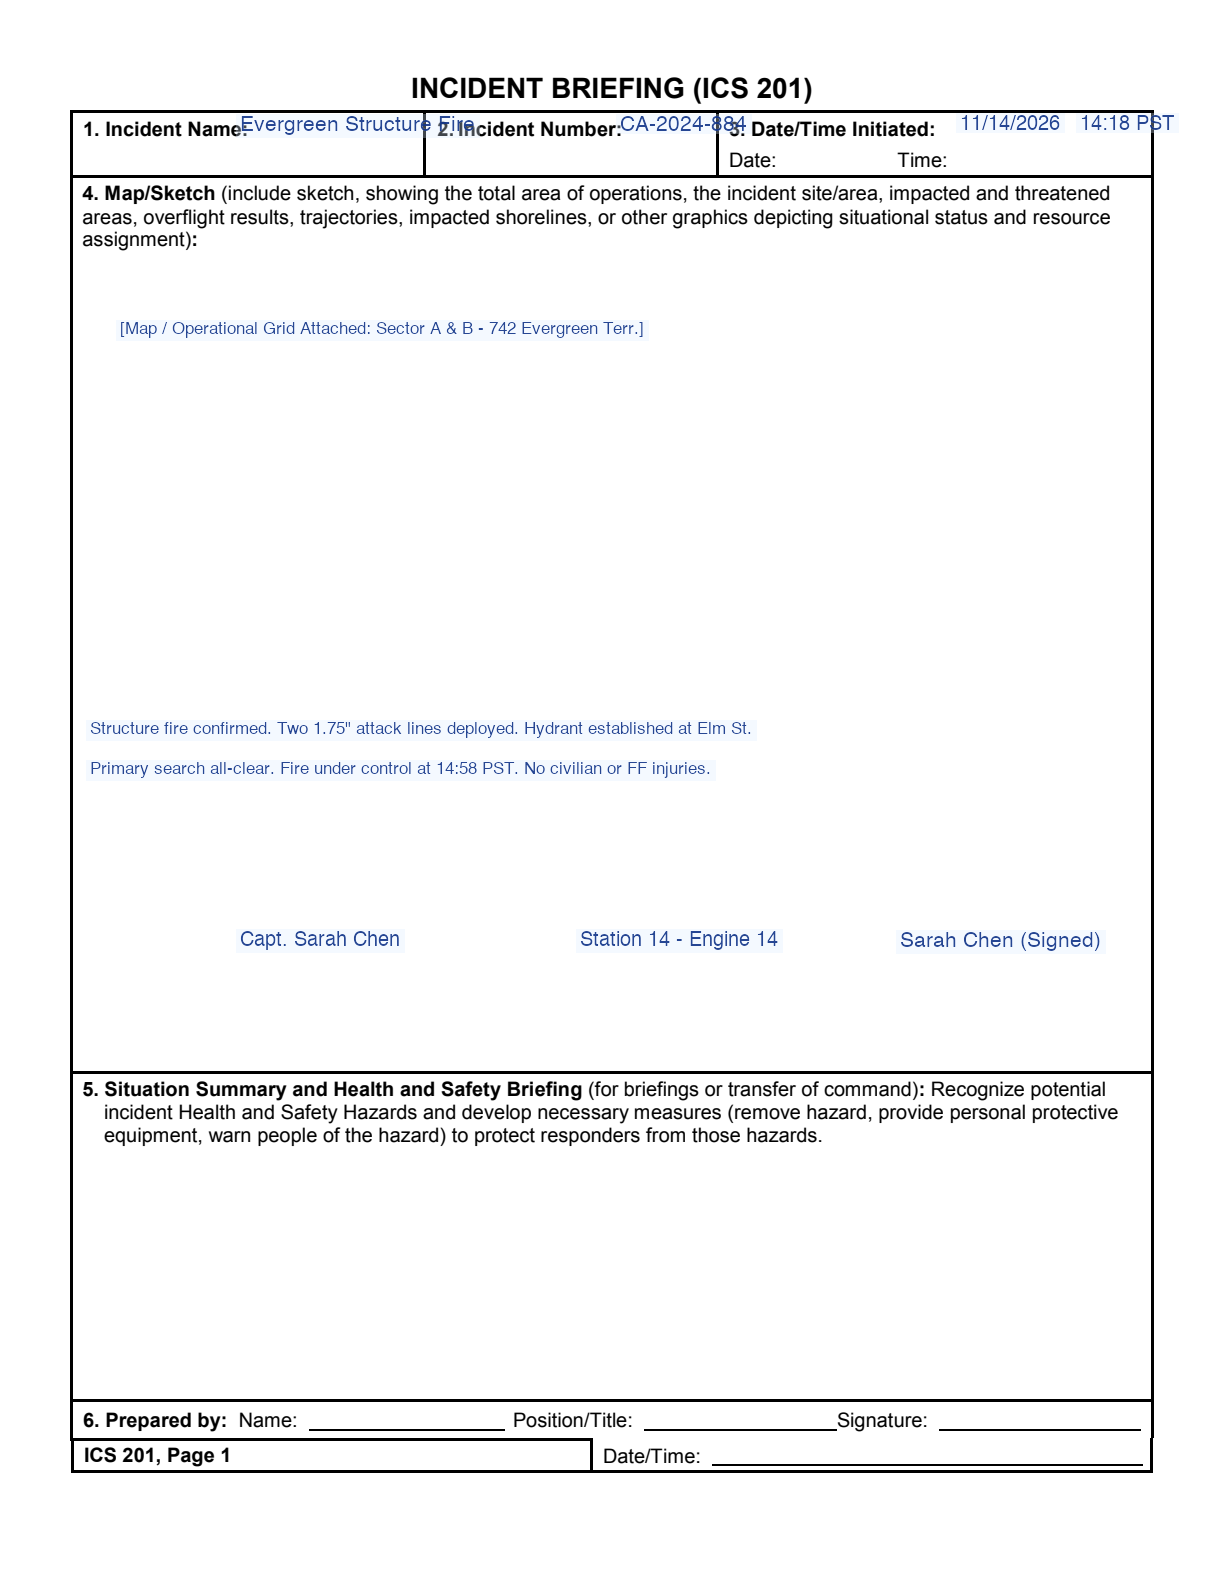 INCIDENT BRIEFING (ICS 201)
1. Incident Name: Evergreen Structure Fire
2. Incident Number: CA-2024-884
3. Date/Time Initiated: 11/14/2026 14:18 PST
Date: Time:
4. Map/Sketch (include sketch, showing the total area of operations, the incident site/area, impacted and threatened
areas, overflight results, trajectories, impacted shorelines, or other graphics depicting situational status and resource
assignment):
[Map / Operational Grid Attached: Sector A & B - 742 Evergreen Terr.]
Structure fire confirmed. Two 1.75" attack lines deployed. Hydrant established at Elm St.
Primary search all-clear. Fire under control at 14:58 PST. No civilian or FF injuries.
Capt. Sarah Chen Station 14 - Engine 14 Sarah Chen (Signed)
5. Situation Summary and Health and Safety Briefing (for briefings or transfer of command): Recognize potential
incident Health and Safety Hazards and develop necessary measures (remove hazard, provide personal protective
equipment, warn people of the hazard) to protect responders from those hazards.
6. Prepared by: Name: Position/Title: Signature:
ICS 201, Page 1 Date/Time: